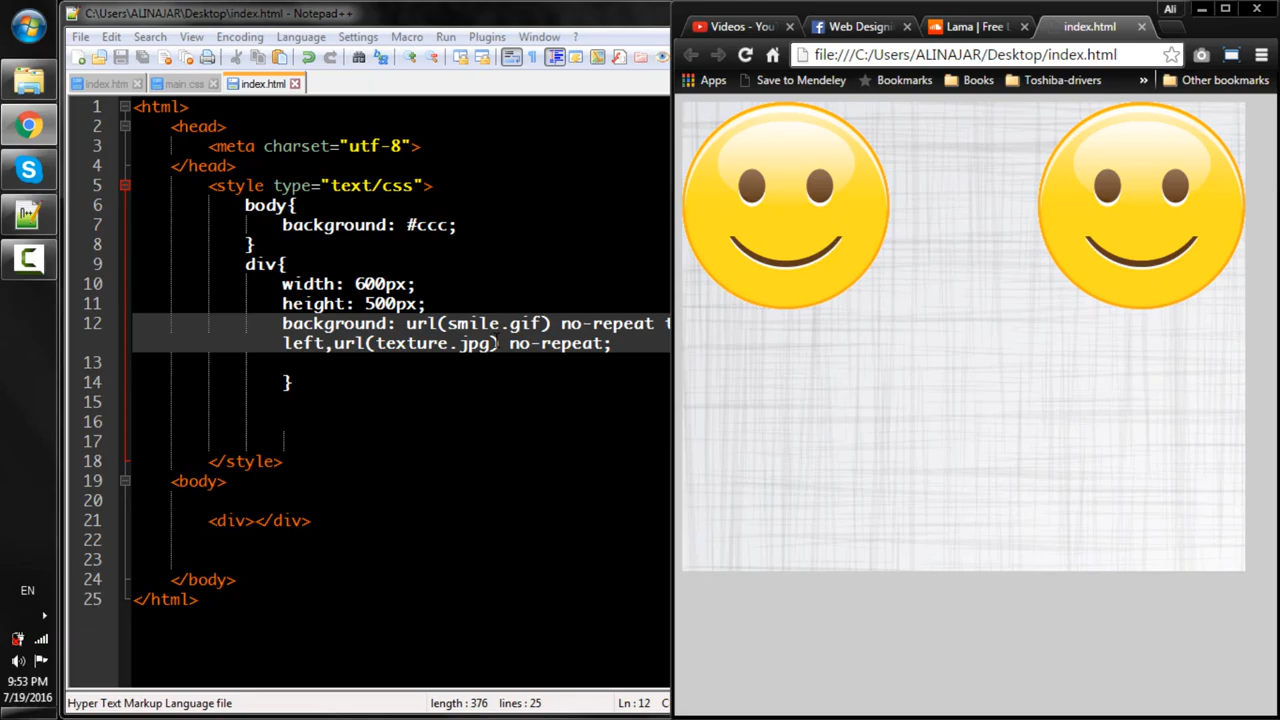 C:\Users\ALINAJAR\Desktop\index.html - Notepad++
File Edit Search View Encoding Language Settings Macro Run Plugins Window ?
index.htm main.css index.html
1 <html>
2 <head>
3 <meta charset="utf-8">
4 </head>
5 <style type="text/css">
6 body{
7 background: #ccc;
8 }
9 div{
10 width: 600px;
11 height: 500px;
12 background: url(smile.gif) no-repeat t
left,url(texture.jpg) no-repeat;
13
14 }
15
16
17
18 </style>
19 <body>
20
21 <div></div>
22
23
24 </body>
25 </html>
Hyper Text Markup Language file length : 376 lines : 25 Ln : 12 C
Ali
Videos - You Web Design Lama | Free L index.html
file:///C:/Users/ALINAJAR/Desktop/index.html
Apps Save to Mendeley Bookmarks Books Toshiba-drivers » Other bookmarks
EN
9:53 PM
7/19/2016